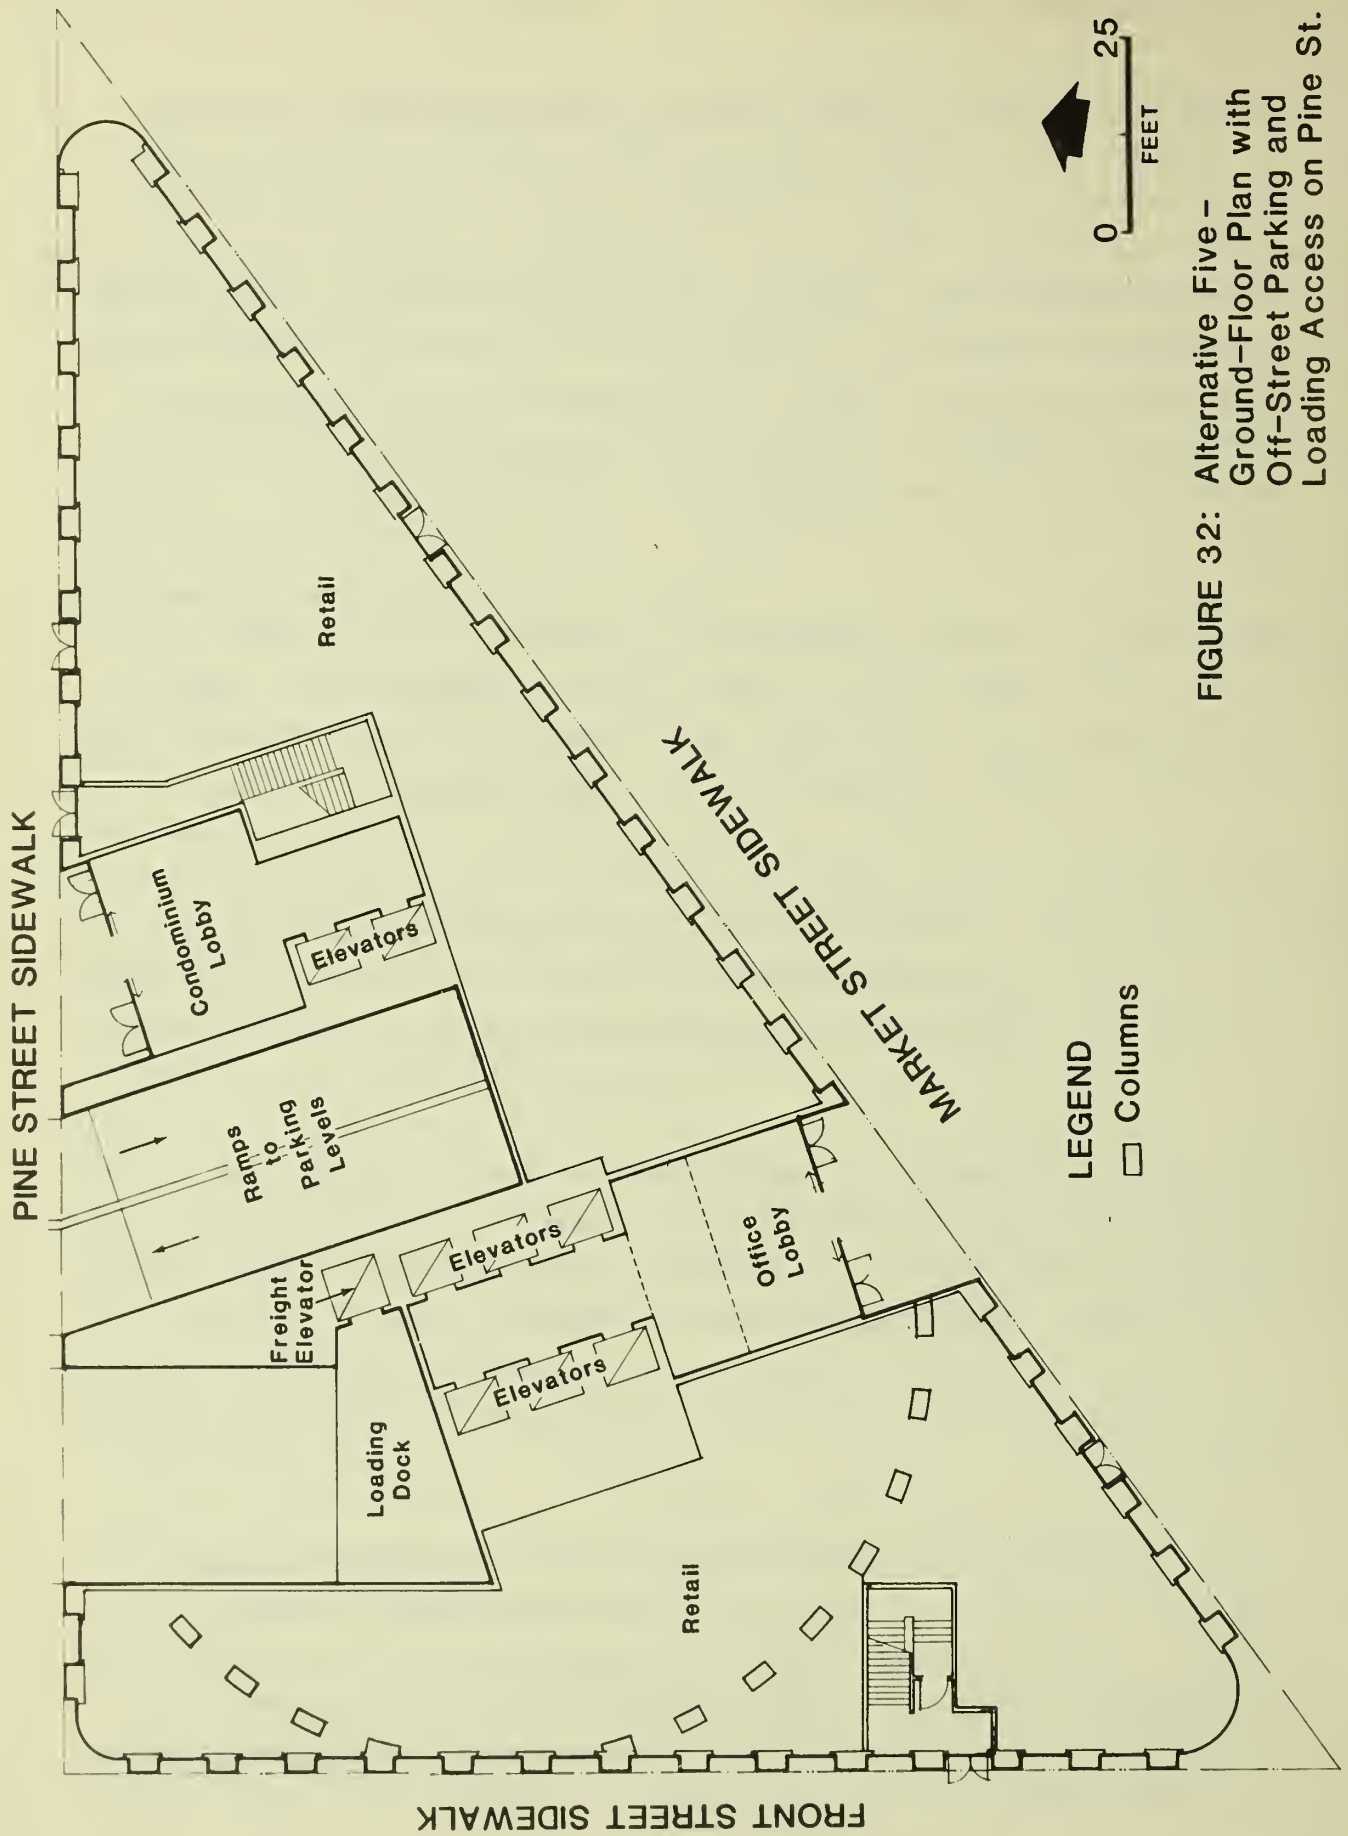 PINE STREET SIDEWALK
Condominium
Lobby
Elevators
Retail
Ramps
to
Parking
Levels
Freight
Elevator
Elevators
Elevators
Loading
Dock
Office
Lobby
Retail
MARKET STREET SIDEWALK
FRONT STREET SIDEWALK
LEGEND
Columns
0 25
FEET
FIGURE 32: Alternative Five-
Ground-Floor Plan with
Off-Street Parking and
Loading Access on Pine St.